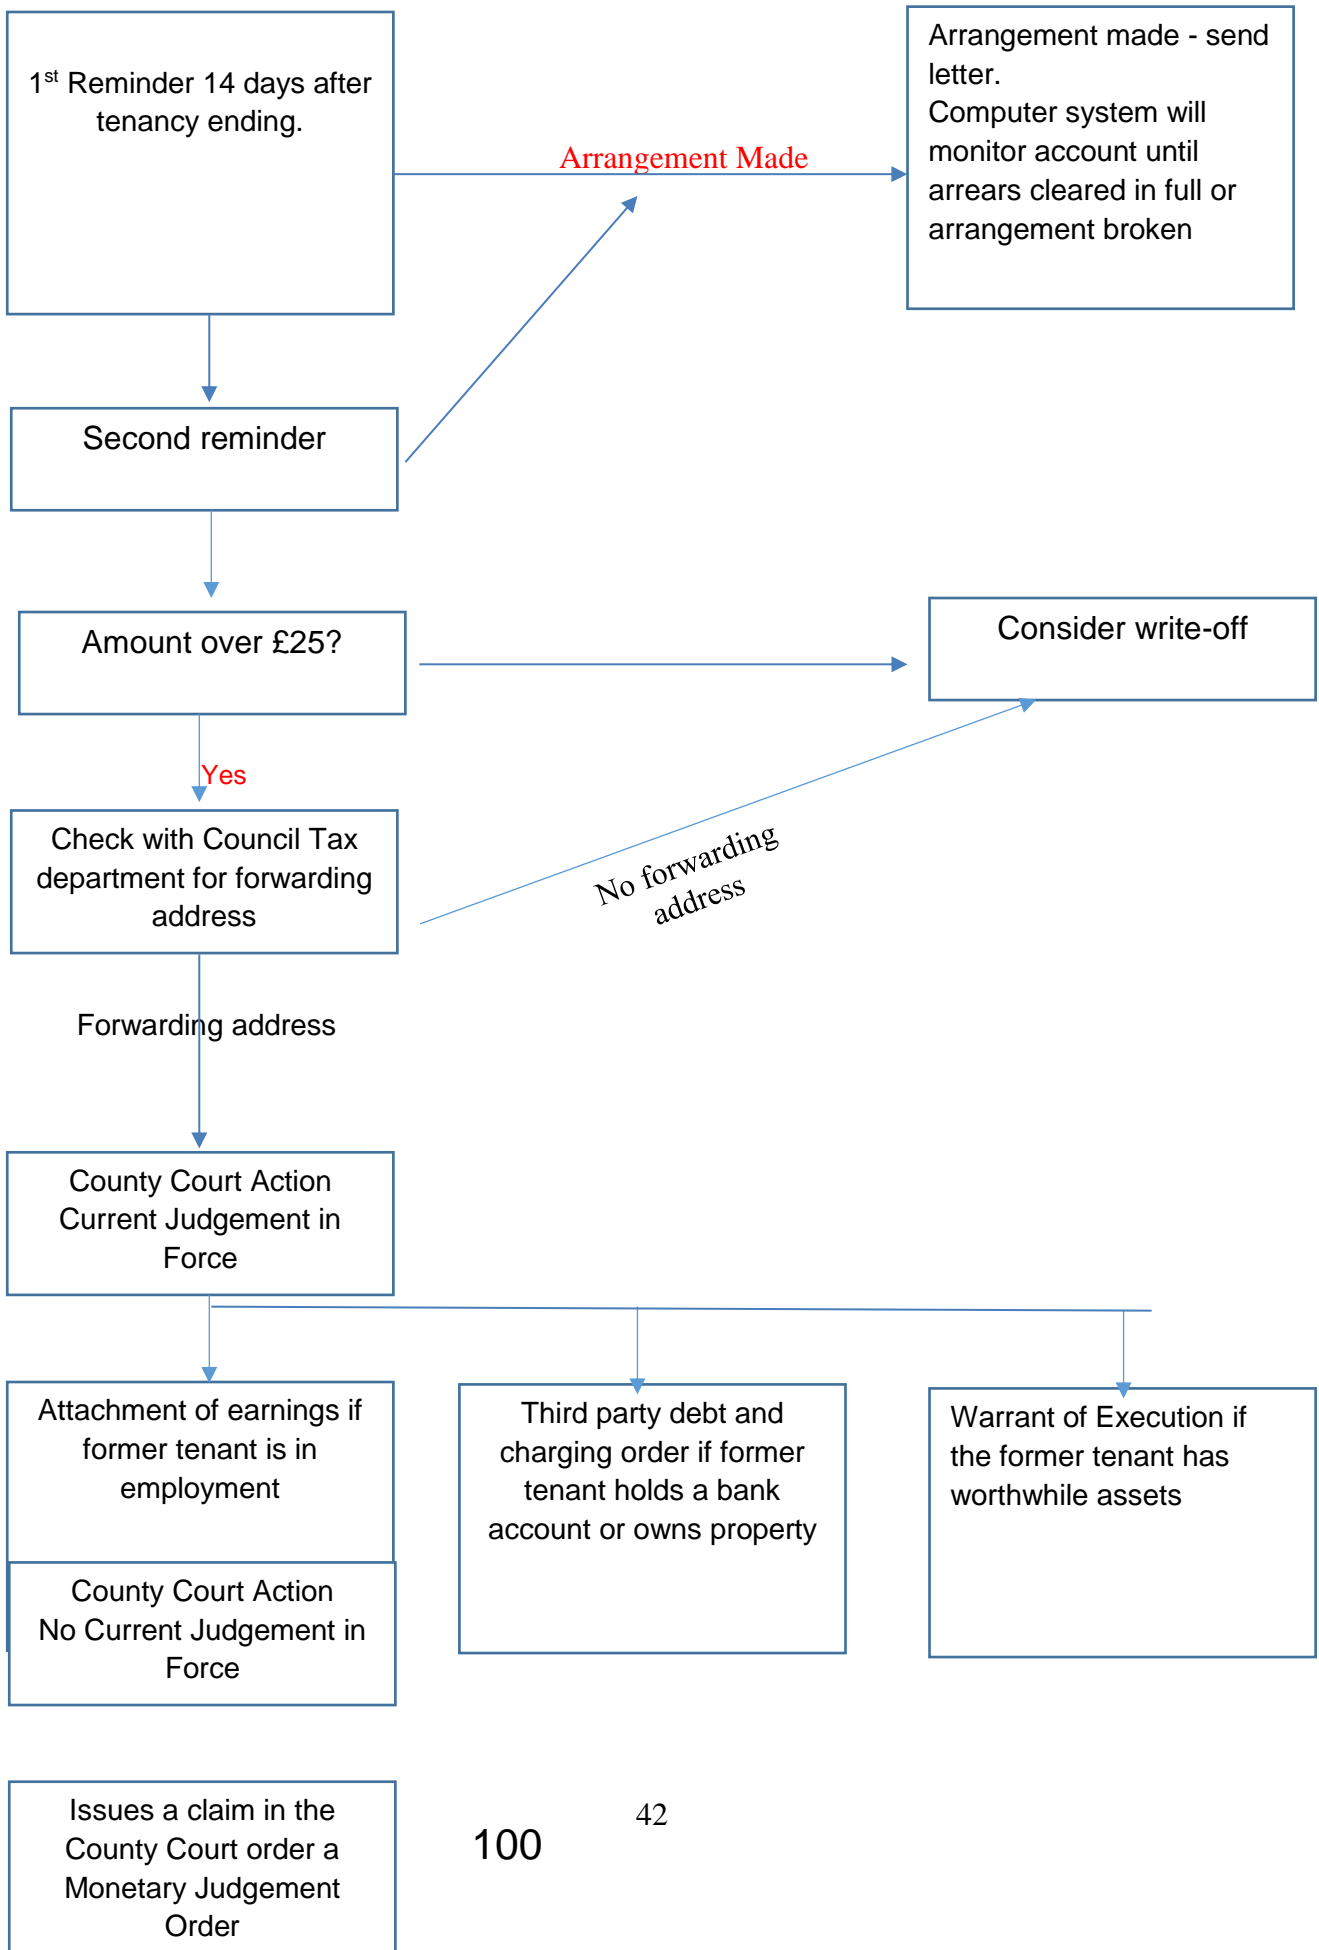 1st Reminder 14 days after
tenancy ending.
Arrangement Made
Arrangement made - send
letter.
Computer system will
monitor account until
arrears cleared in full or
arrangement broken
Second reminder
Amount over £25?
Consider write-off
Yes
Check with Council Tax
department for forwarding
address
No forwarding
address
Forwarding address
County Court Action
Current Judgement in
Force
Attachment of earnings if
former tenant is in
employment
Third party debt and
charging order if former
tenant holds a bank
account or owns property
Warrant of Execution if
the former tenant has
worthwhile assets
County Court Action
No Current Judgement in
Force
Issues a claim in the
County Court order a
Monetary Judgement
Order
42
100